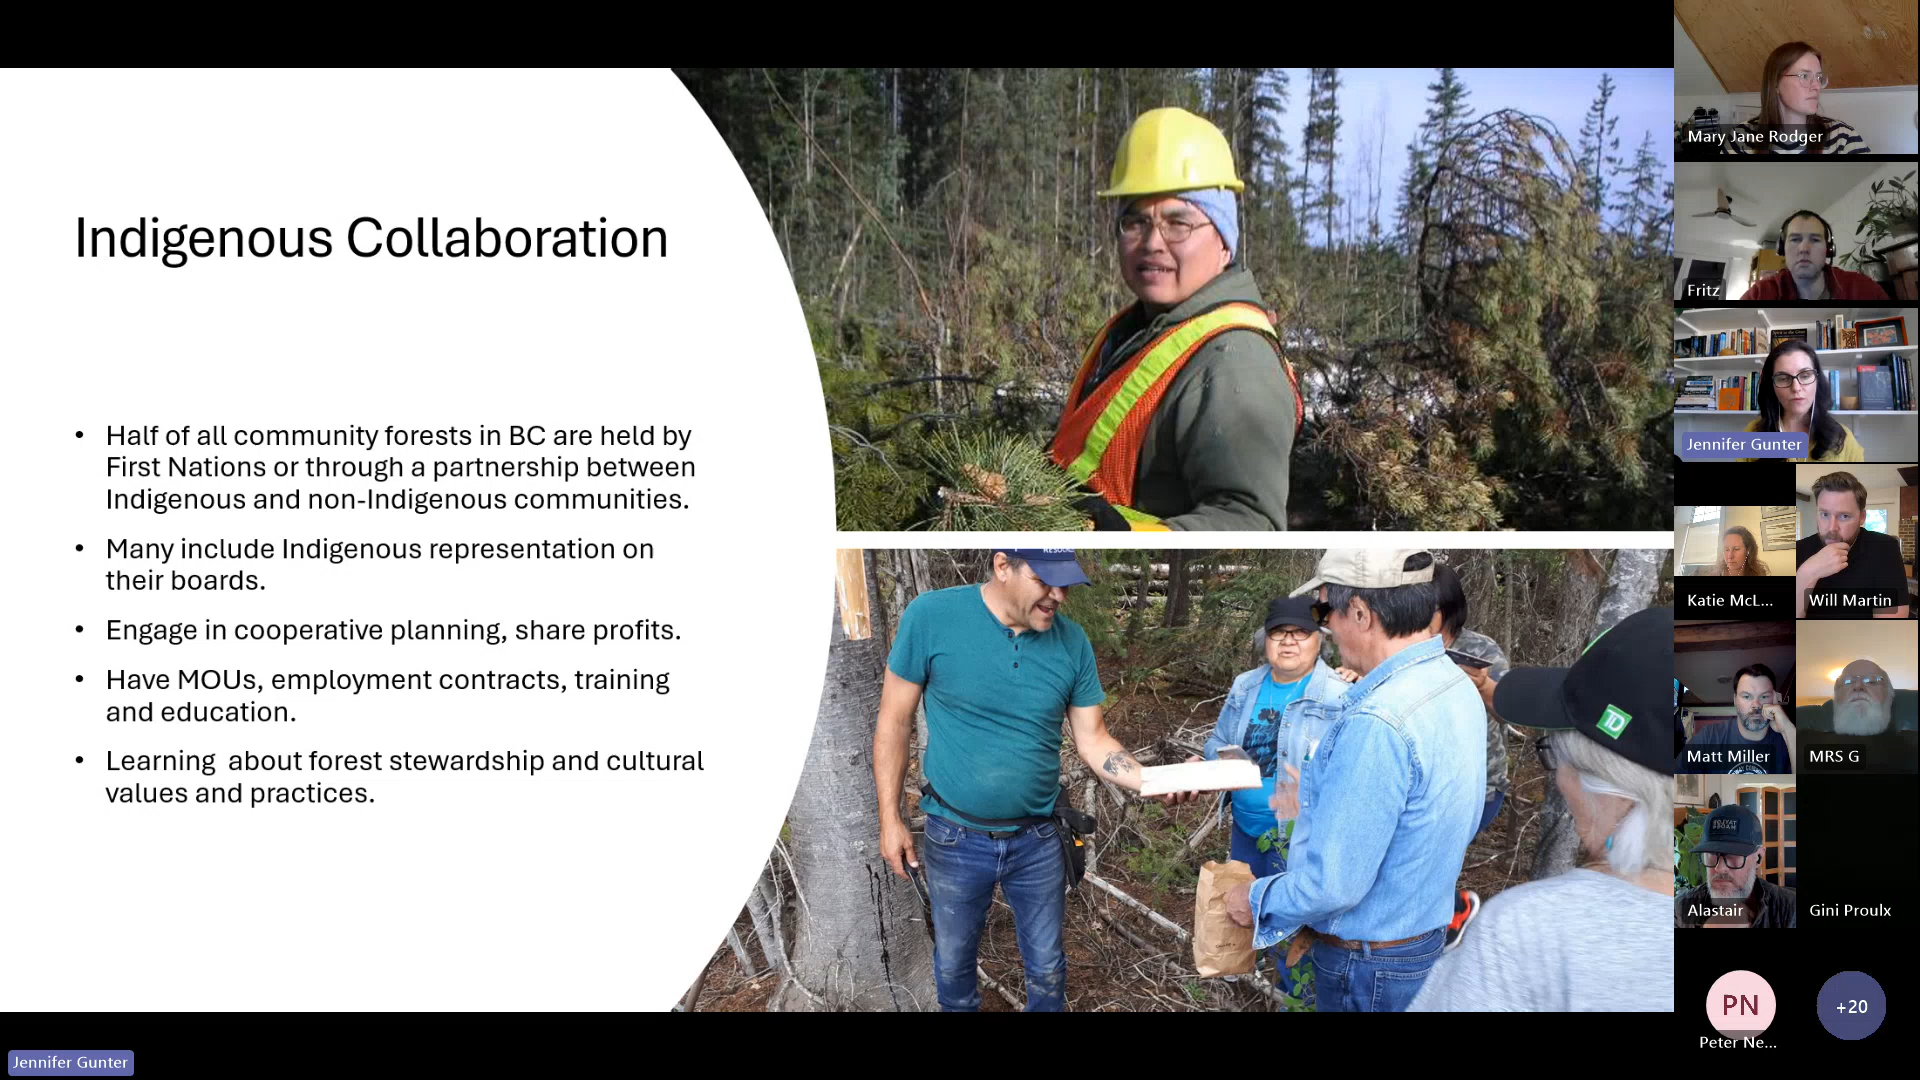 Indigenous Collaboration
• Half of all community forests in BC are held by
First Nations or through a partnership between
Indigenous and non-Indigenous communities.
• Many include Indigenous representation on
their boards.
• Engage in cooperative planning, share profits.
• Have MOUs, employment contracts, training
and education.
• Learning  about forest stewardship and cultural
values and practices.
TD
Mary Jane Rodger
Fritz
Jennifer Gunter
Katie McL...
Will Martin
Matt Miller
MRS G
Alastair
Gini Proulx
PN
Peter Ne...
+20
Jennifer Gunter